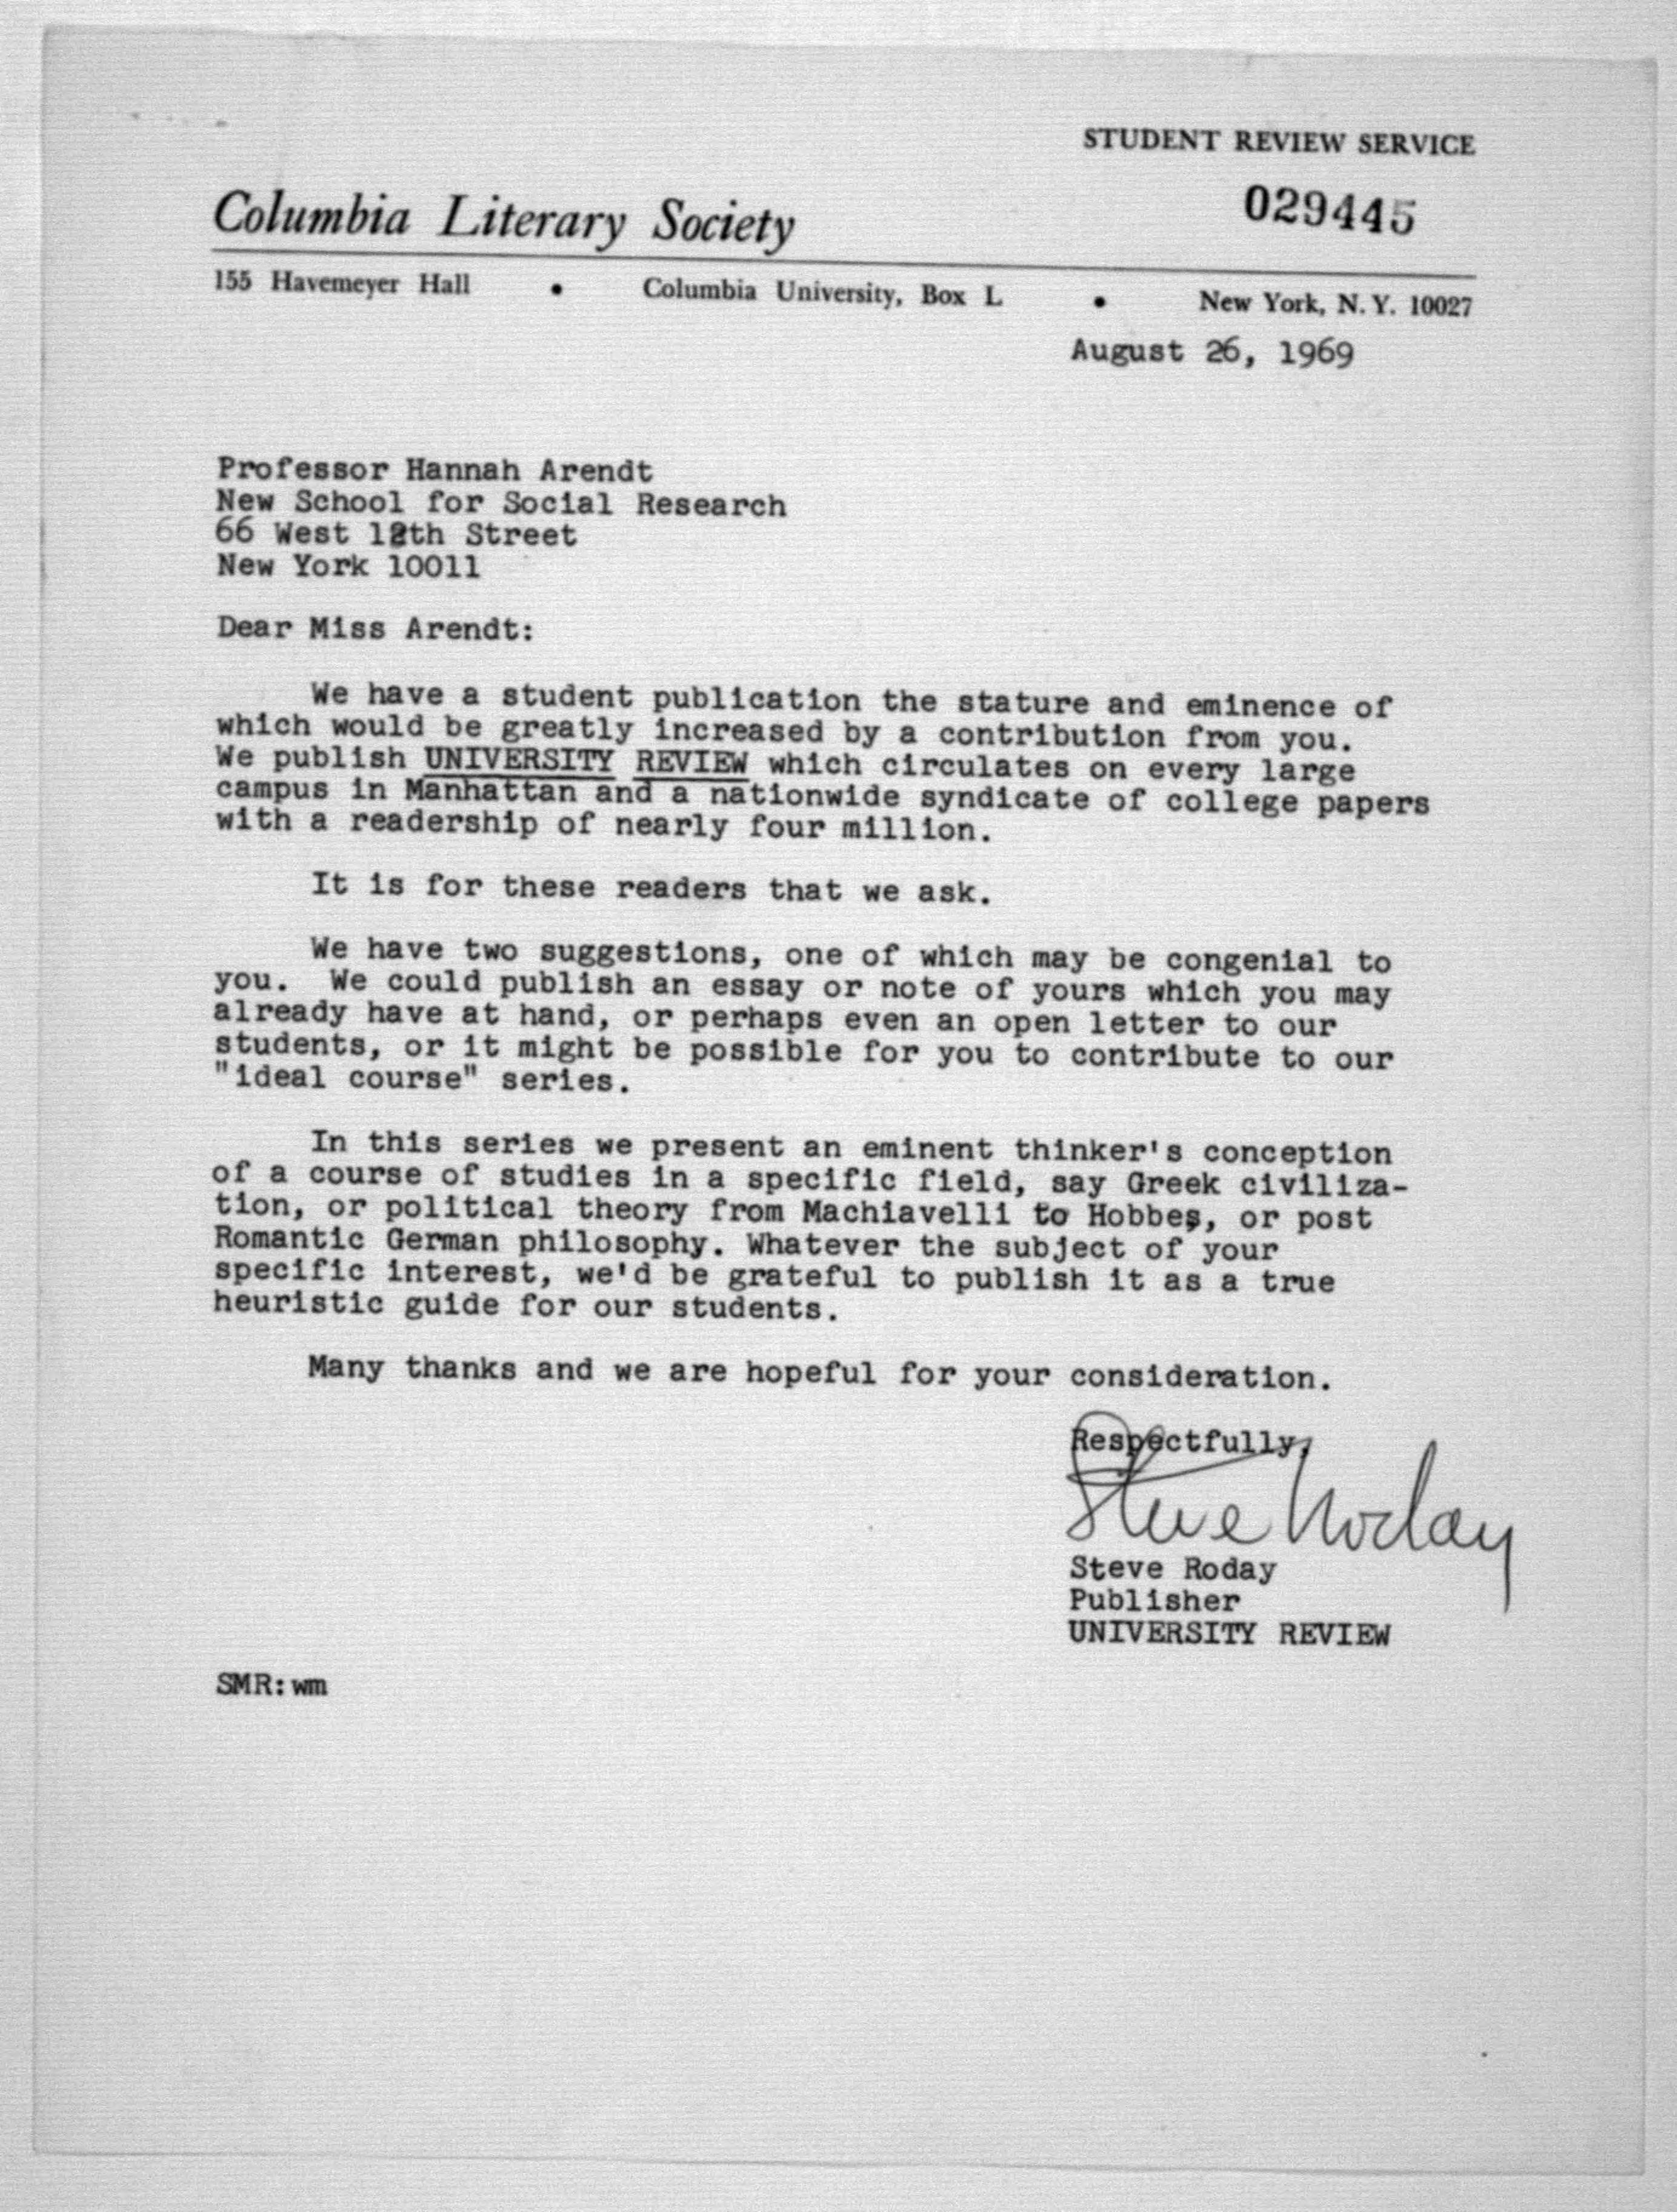 STUDENT REVIEW SERVICE
029445
Columbia Literary Society
155 Havemeyer Hall • Columbia University, Box L • New York, N. Y. 10027
August 26, 1969
Professor Hannah Arendt
New School for Social Research
66 West 12th Street
New York 10011
Dear Miss Arendt:
We have a student publication the stature and eminence of
which would be greatly increased by a contribution from you.
We publish UNIVERSITY REVIEW which circulates on every large
campus in Manhattan and a nationwide syndicate of college papers
with a readership of nearly four million.
It is for these readers that we ask.
We have two suggestions, one of which may be congenial to
you. We could publish an essay or note of yours which you may
already have at hand, or perhaps even an open letter to our
students, or it might be possible for you to contribute to our
"ideal course" series.
In this series we present an eminent thinker's conception
of a course of studies in a specific field, say Greek civiliza-
tion, or political theory from Machiavelli to Hobbes, or post
Romantic German philosophy. Whatever the subject of your
specific interest, we'd be grateful to publish it as a true
heuristic guide for our students.
Many thanks and we are hopeful for your consideration.
Respectfully,
Steve Roday
Steve Roday
Publisher
UNIVERSITY REVIEW
SMR:wm